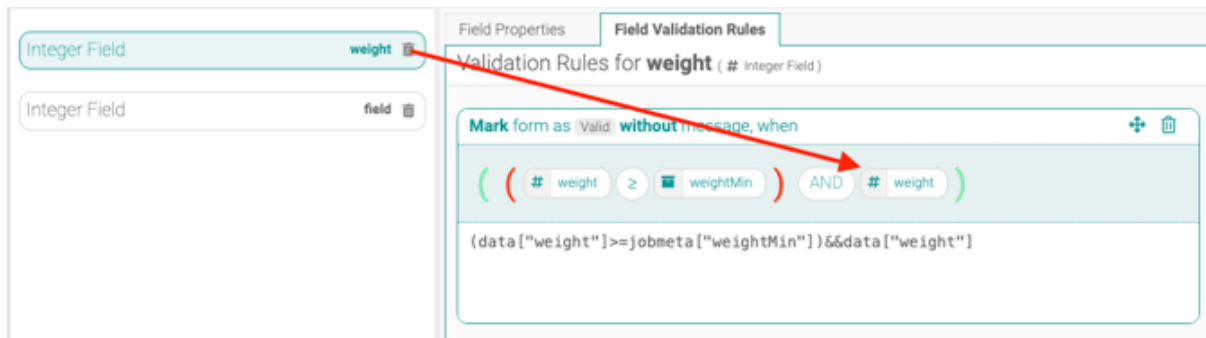 Integer Field weight
Integer Field field
Field Properties Field Validation Rules
Validation Rules for weight ( # Integer Field )
Mark form as Valid without message, when
( ( # weight ≥ weightMin ) AND # weight )
(data["weight"]>=jobmeta["weightMin"])&&data["weight"]